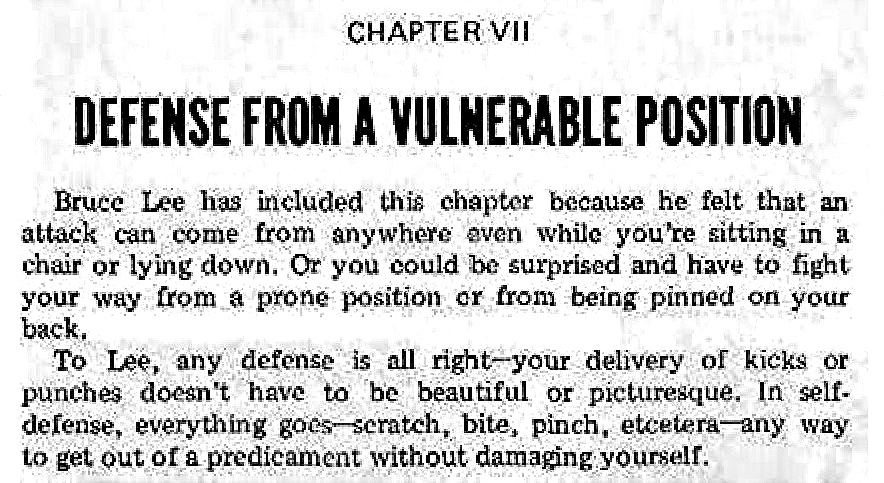 CHAPTER VII
DEFENSE FROM A VULNERABLE POSITION
Bruce Lee has included this chapter because he felt that an
attack can come from anywhere even while you're sitting in a
chair or lying down. Or you could be surprised and have to fight
your way from a prone position or from being pinned on your
back.
To Lee, any defense is all right—your delivery of kicks or
punches doesn't have to be beautiful or picturesque. In self-
defense, everything goes—scratch, bite, pinch, etcetera—any way
to get out of a predicament without damaging yourself.